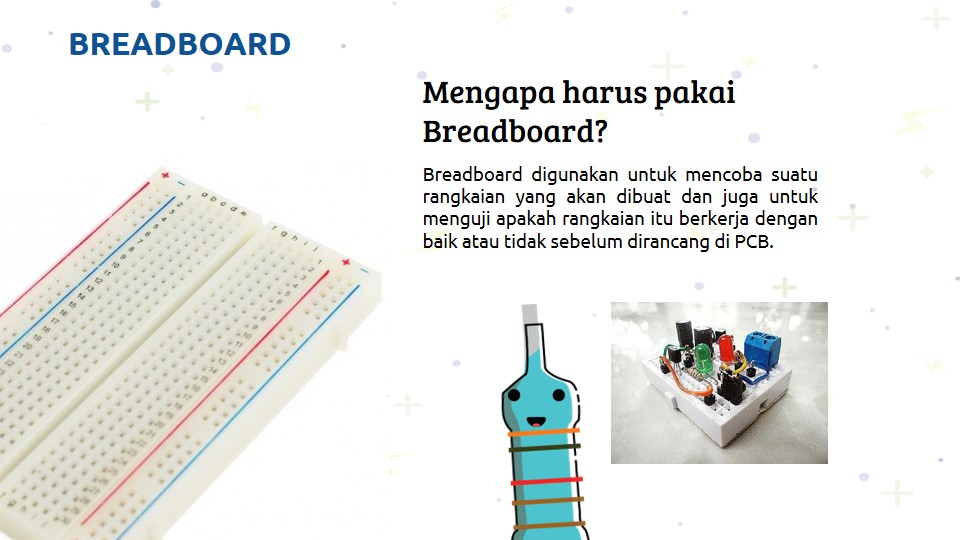 BREADBOARD
Mengapa harus pakai
Breadboard?
Breadboard digunakan untuk mencoba suatu
rangkaian yang akan dibuat dan juga untuk
menguji apakah rangkaian itu berkerja dengan
baik atau tidak sebelum dirancang di PCB.
a b c d e
f g h i j